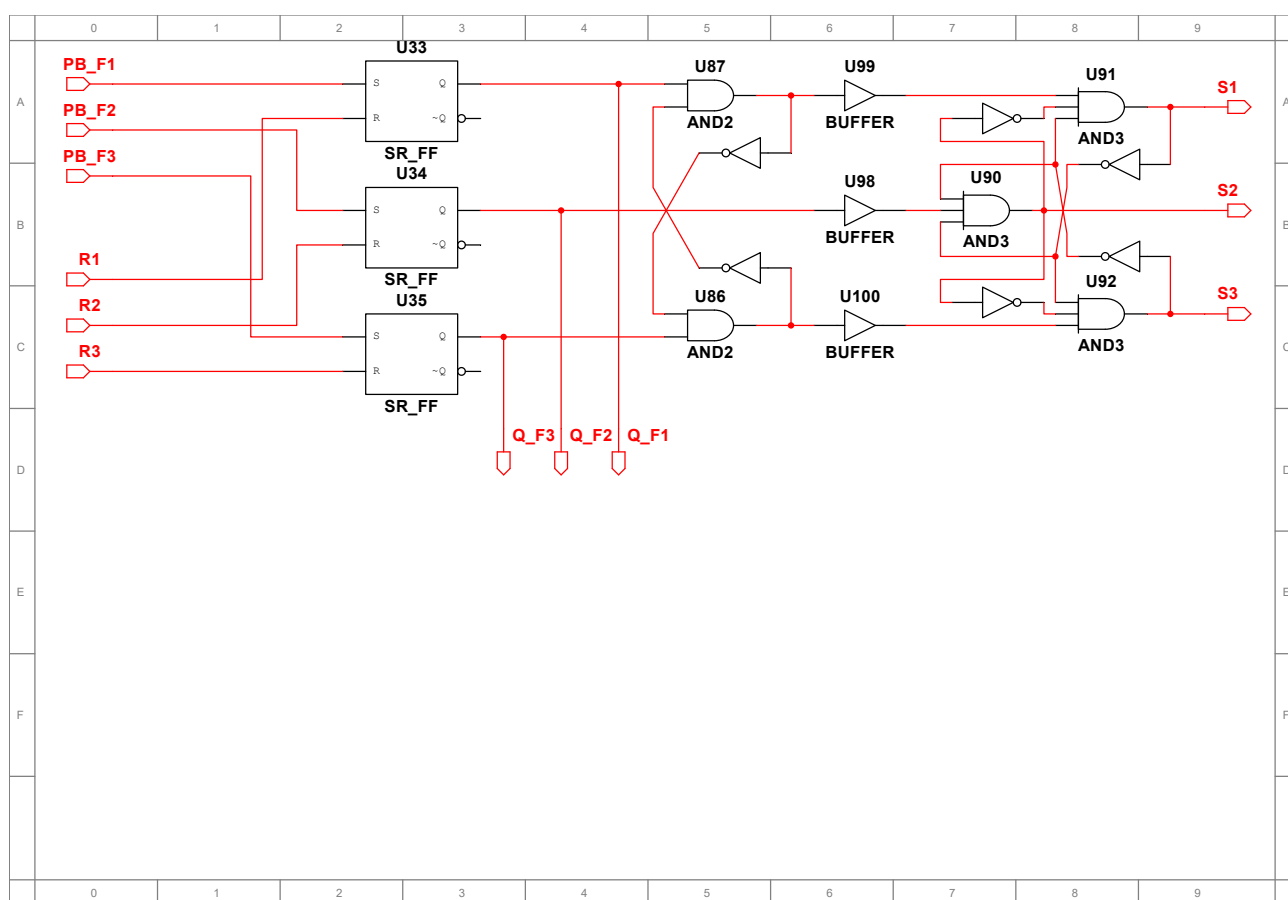 0 1 2 3 4 5 6 7 8 9
U33
PB_F1
S Q
R ~Q
SR_FF
PB_F2
PB_F3
U34
S Q
R ~Q
SR_FF
R1
R2
R3
U35
S Q
R ~Q
SR_FF
U87
AND2
U99
BUFFER
U91
AND3
S1
U98
BUFFER
U90
AND3
S2
U86
AND2
U100
BUFFER
U92
AND3
S3
Q_F3 Q_F2 Q_F1
A A
B B
C C
D D
E E
F F
0 1 2 3 4 5 6 7 8 9